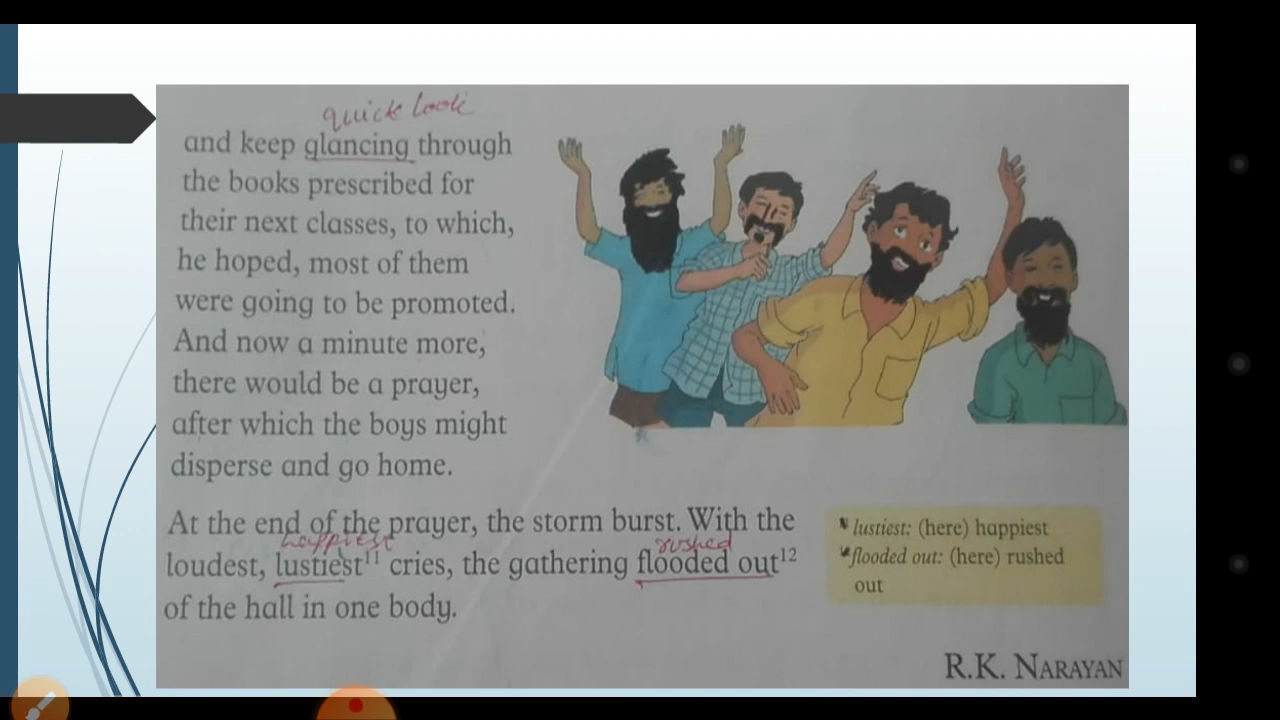 quick look
and keep glancing through
the books prescribed for
their next classes, to which,
he hoped, most of them
were going to be promoted.
And now a minute more,
there would be a prayer,
after which the boys might
disperse and go home.
At the end of the prayer, the storm burst. With the
happiest rushed
loudest, lustiest11 cries, the gathering flooded out12
of the hall in one body.
lustiest: (here) happiest
flooded out: (here) rushed
out
R.K. NARAYAN